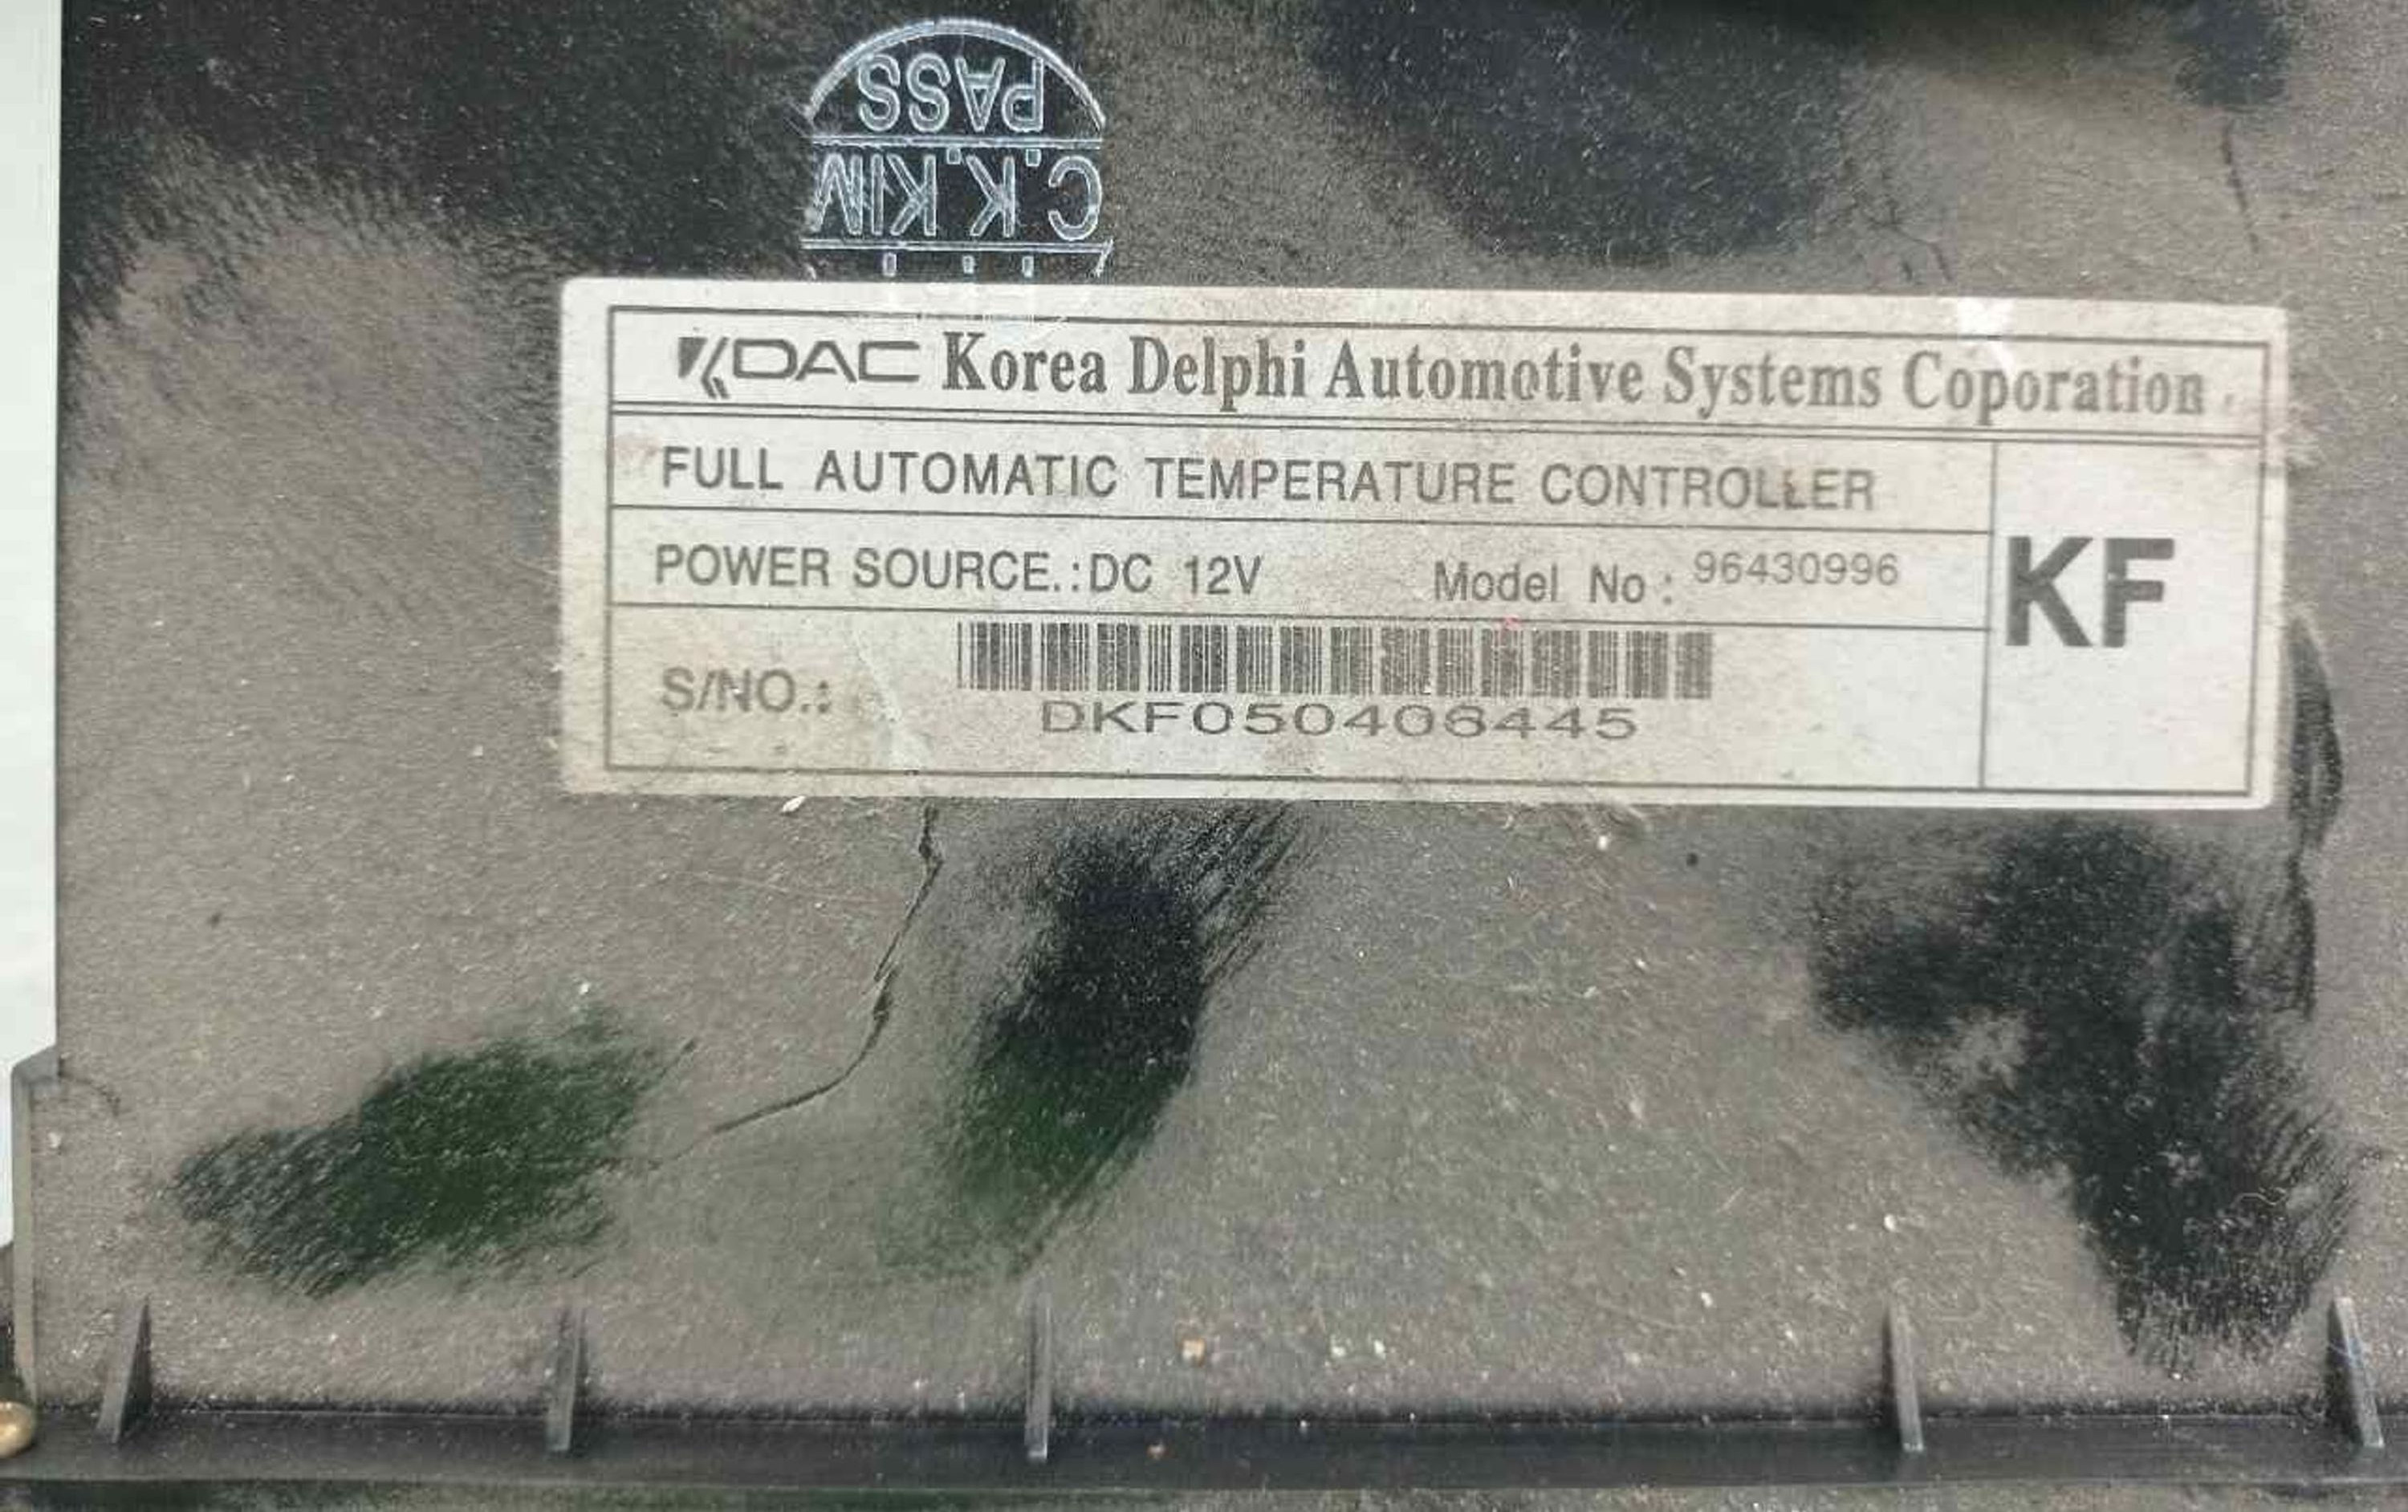 PASS
C.K.KIM
KDAC Korea Delphi Automotive Systems Coporation
FULL AUTOMATIC TEMPERATURE CONTROLLER
KF
POWER SOURCE.:DC 12V Model No: 96430996
S/NO.:
DKF050406445